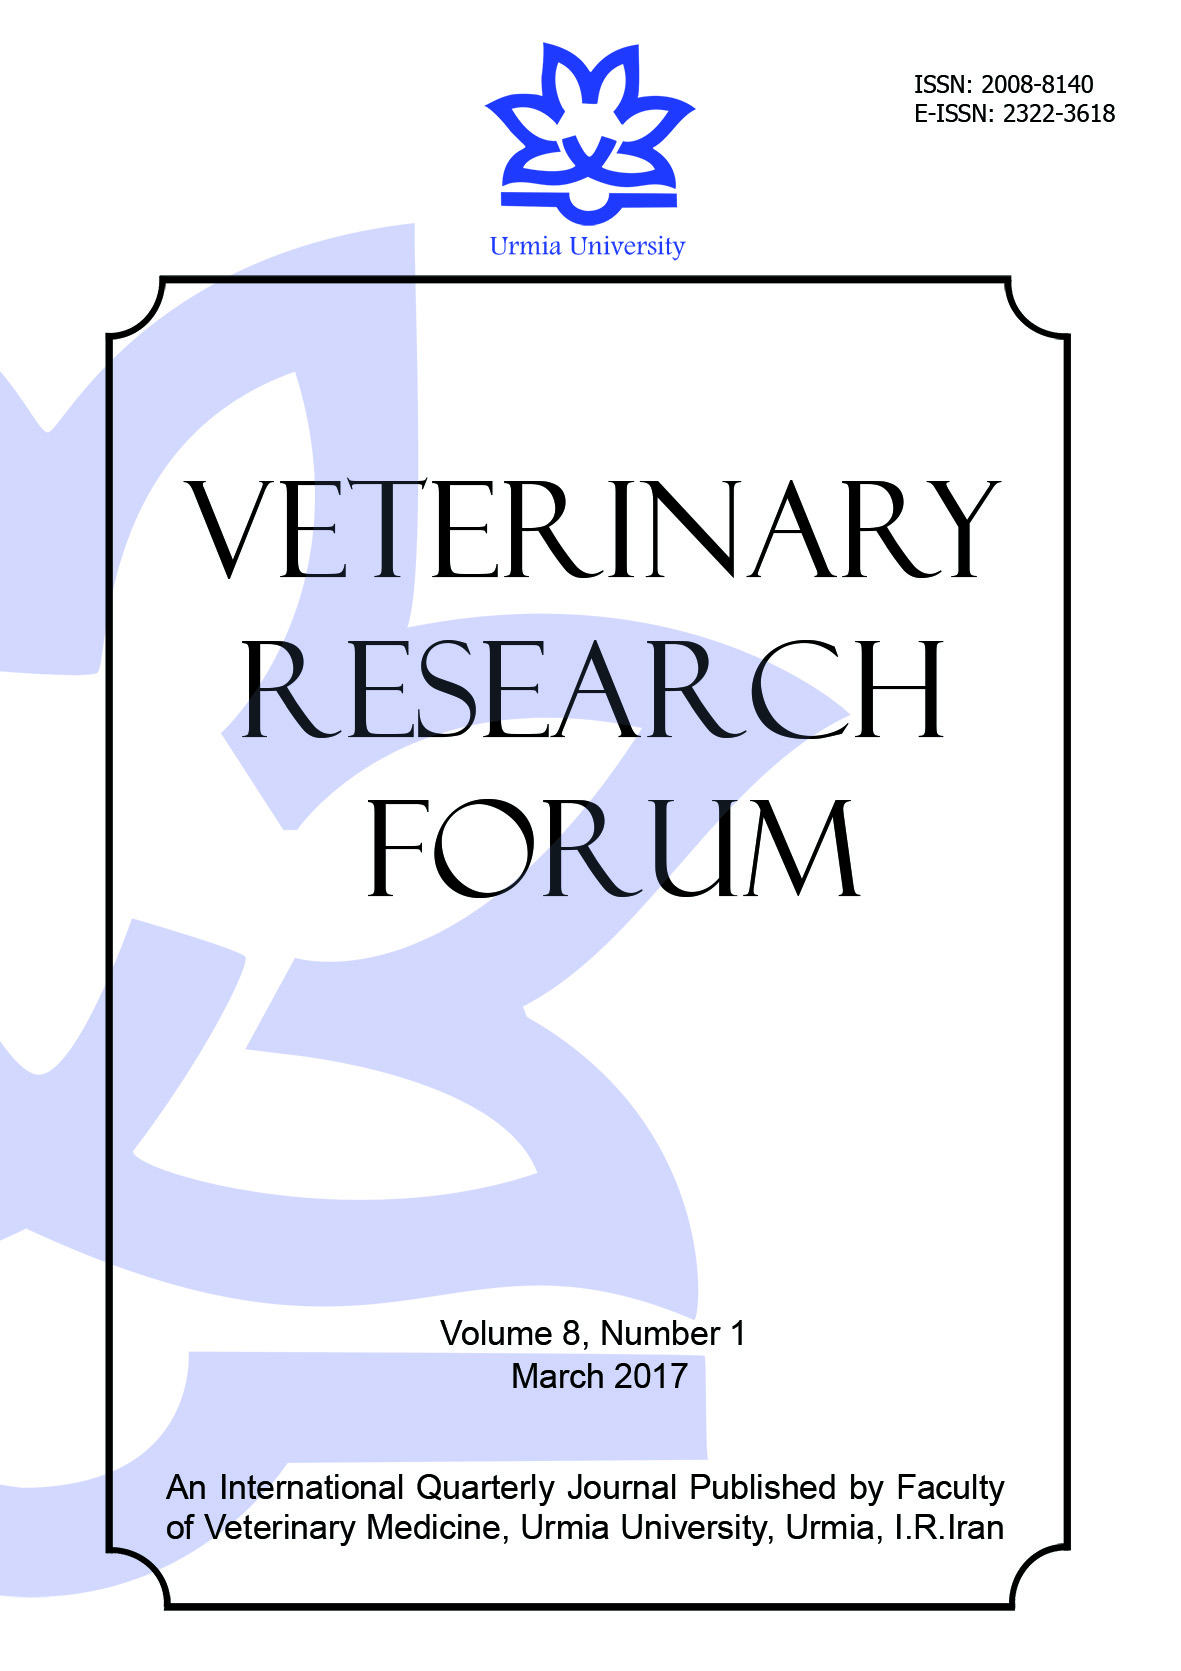 ISSN: 2008-8140
E-ISSN: 2322-3618
Urmia University
VETERINARY
RESEARCH
FORUM
Volume 8, Number 1
March 2017
An International Quarterly Journal Published by Faculty
of Veterinary Medicine, Urmia University, Urmia, I.R.Iran